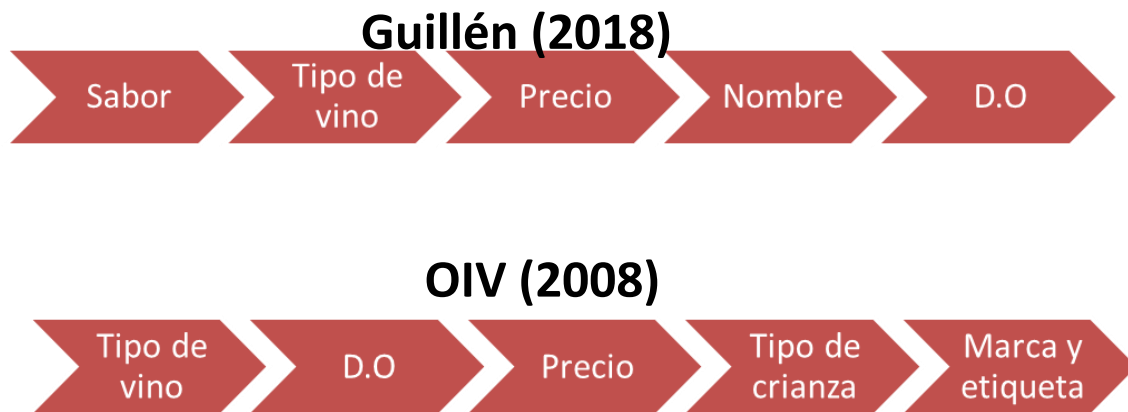 Guillén (2018)
Sabor
Tipo de
vino
Precio
Nombre
D.O
OIV (2008)
Tipo de
vino
D.O
Precio
Tipo de
crianza
Marca y
etiqueta